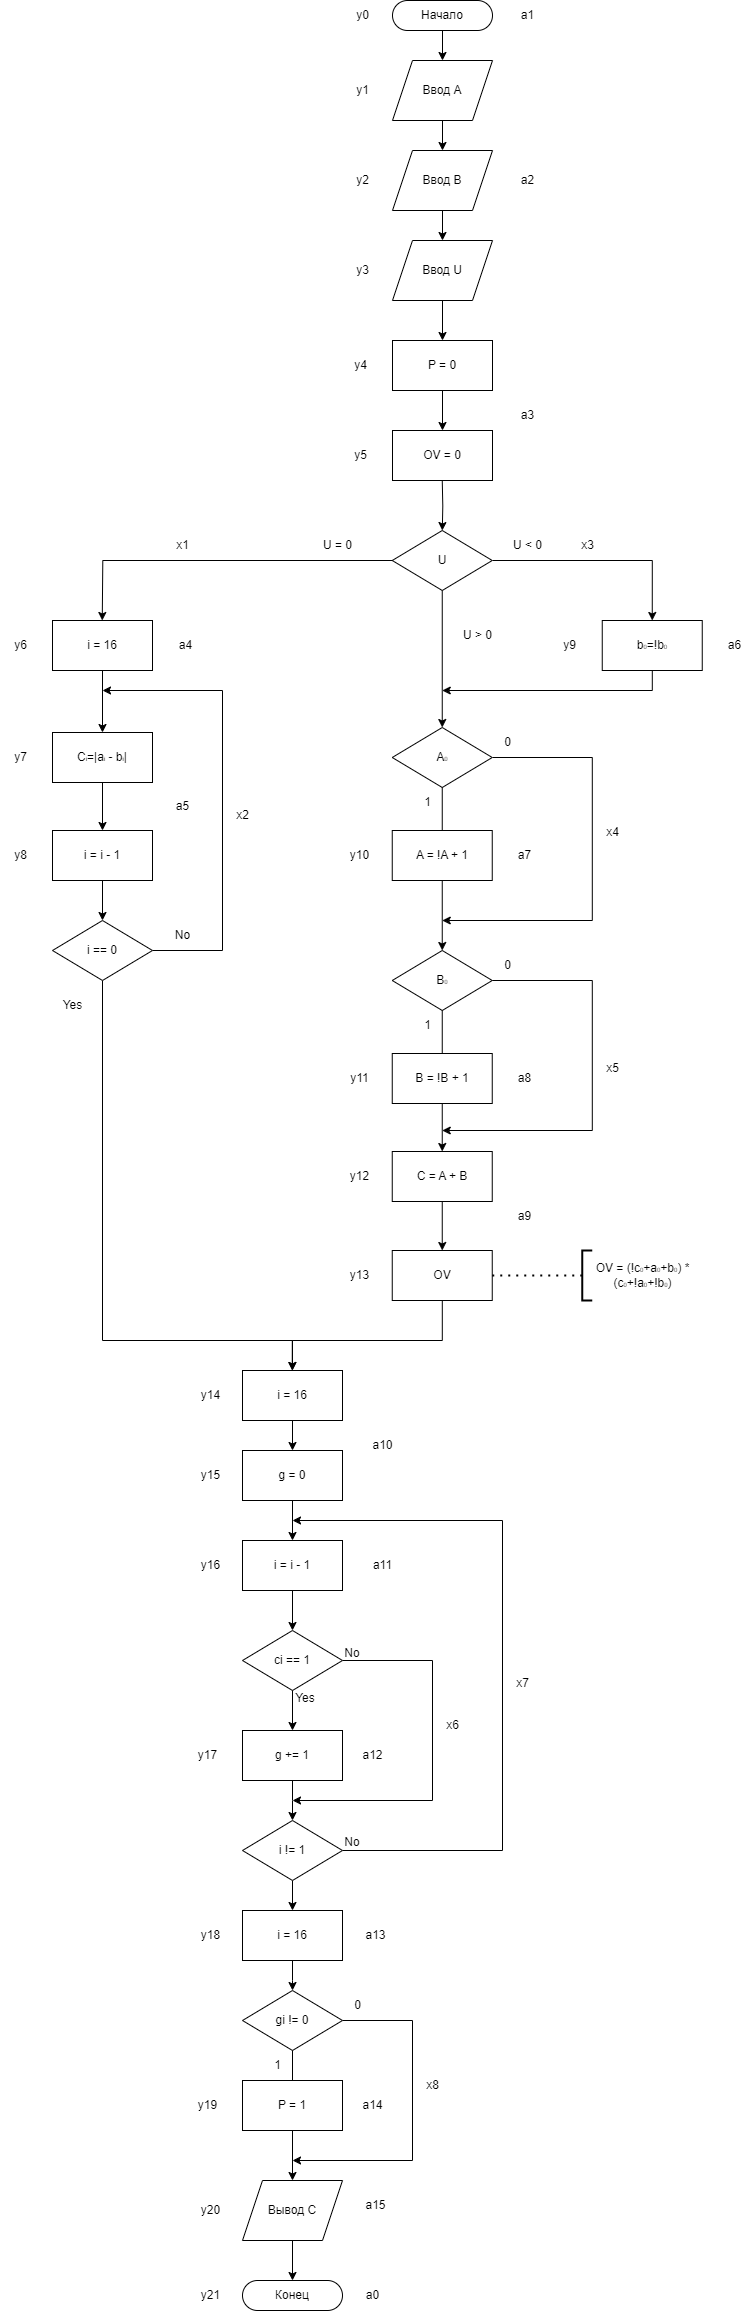 y0 Начало a1
y1 Ввод A
y2 Ввод B a2
y3 Ввод U
y4 P = 0
a3
y5 OV = 0
x1 U = 0 U < 0 x3
U
U > 0
y6 i = 16 a4
y9 b₀=!b₀ a6
y7 Cᵢ=|aᵢ - bᵢ|
A₀ 0
1
a5 x2
x4
y8 i = i - 1
y10 A = !A + 1 a7
i == 0 No
Yes
B₀ 0
1
x5
y11 B = !B + 1 a8
y12 C = A + B
a9
y13 OV
OV = (!c₀+a₀+b₀) *
(c₀+!a₀+!b₀)
y14 i = 16
a10
y15 g = 0
y16 i = i - 1 a11
ci == 1 No
Yes
x7
x6
y17 g += 1 a12
i != 1 No
y18 i = 16 a13
gi != 0 0
1
x8
y19 P = 1 a14
y20 Вывод C a15
y21 Конец a0